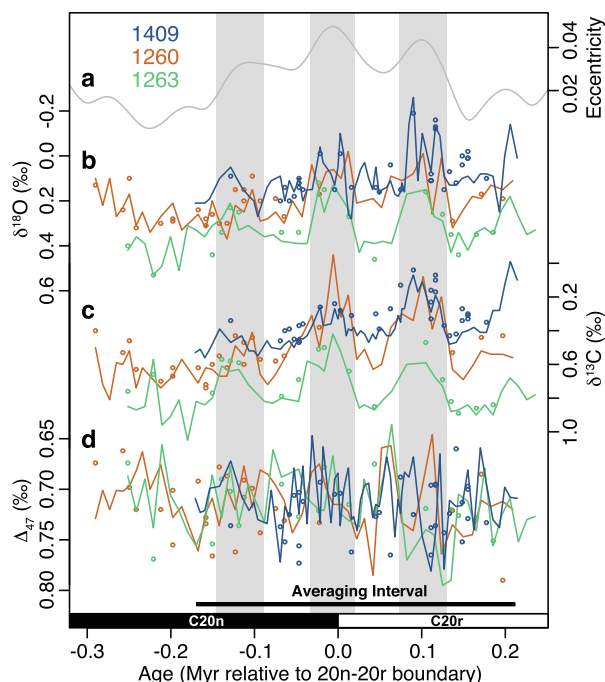 1409
1260
1263
a
0.04
0.02
Eccentricity
b
-0.2
0.0
0.2
0.4
0.6
δ18O (‰)
c
0.2
0.6
1.0
δ13C (‰)
d
0.65
0.70
0.75
0.80
Δ47 (‰)
Averaging Interval
C20n
C20r
-0.3 -0.2 -0.1 0.0 0.1 0.2
Age (Myr relative to 20n-20r boundary)